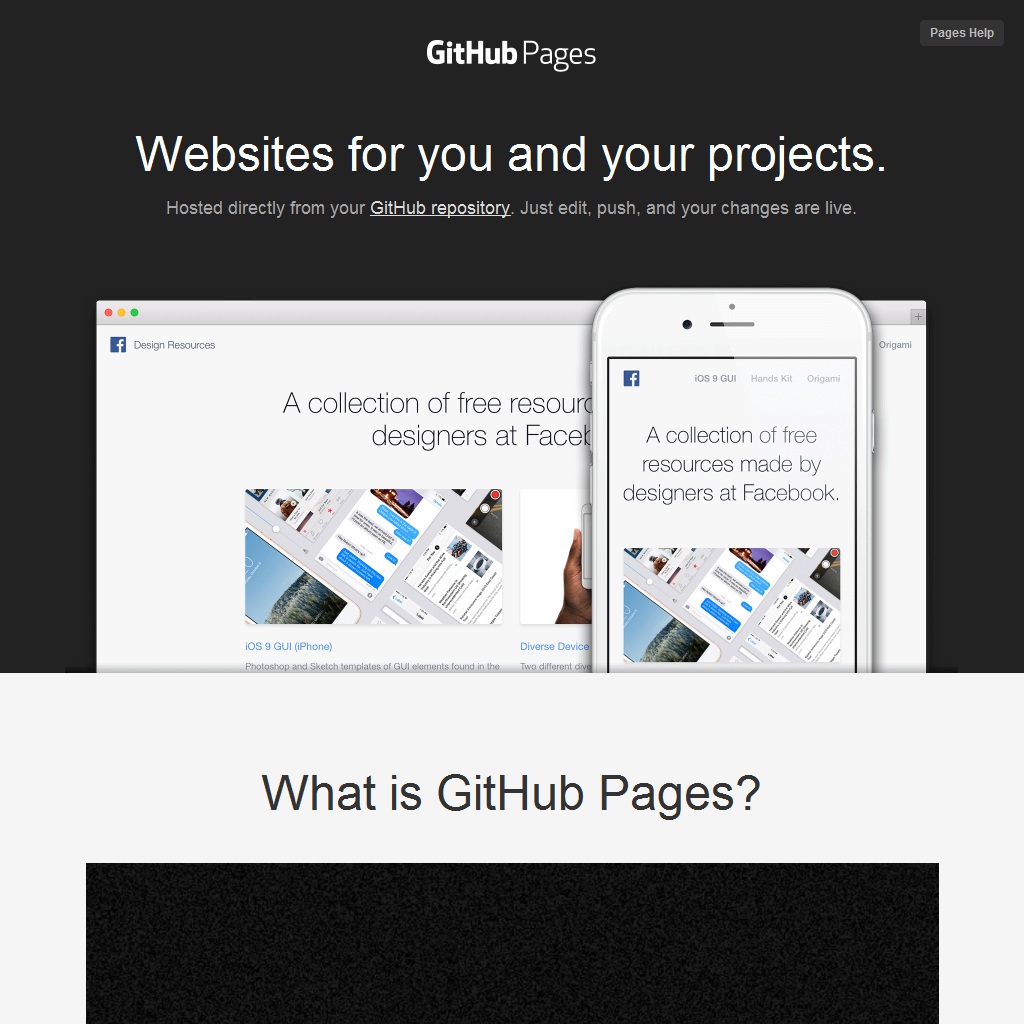 Pages Help
GitHub Pages
Websites for you and your projects.
Hosted directly from your GitHub repository. Just edit, push, and your changes are live.
Design Resources
Origami
A collection of free
designers at
iOS 9 GUI (iPhone)
Diverse Device
Photoshop and Sketch templates of GUI elements found in the
Two different
iOS 9 GUI Hands Kit Origami
A collection of free
resources made by
designers at Facebook.
What is GitHub Pages?